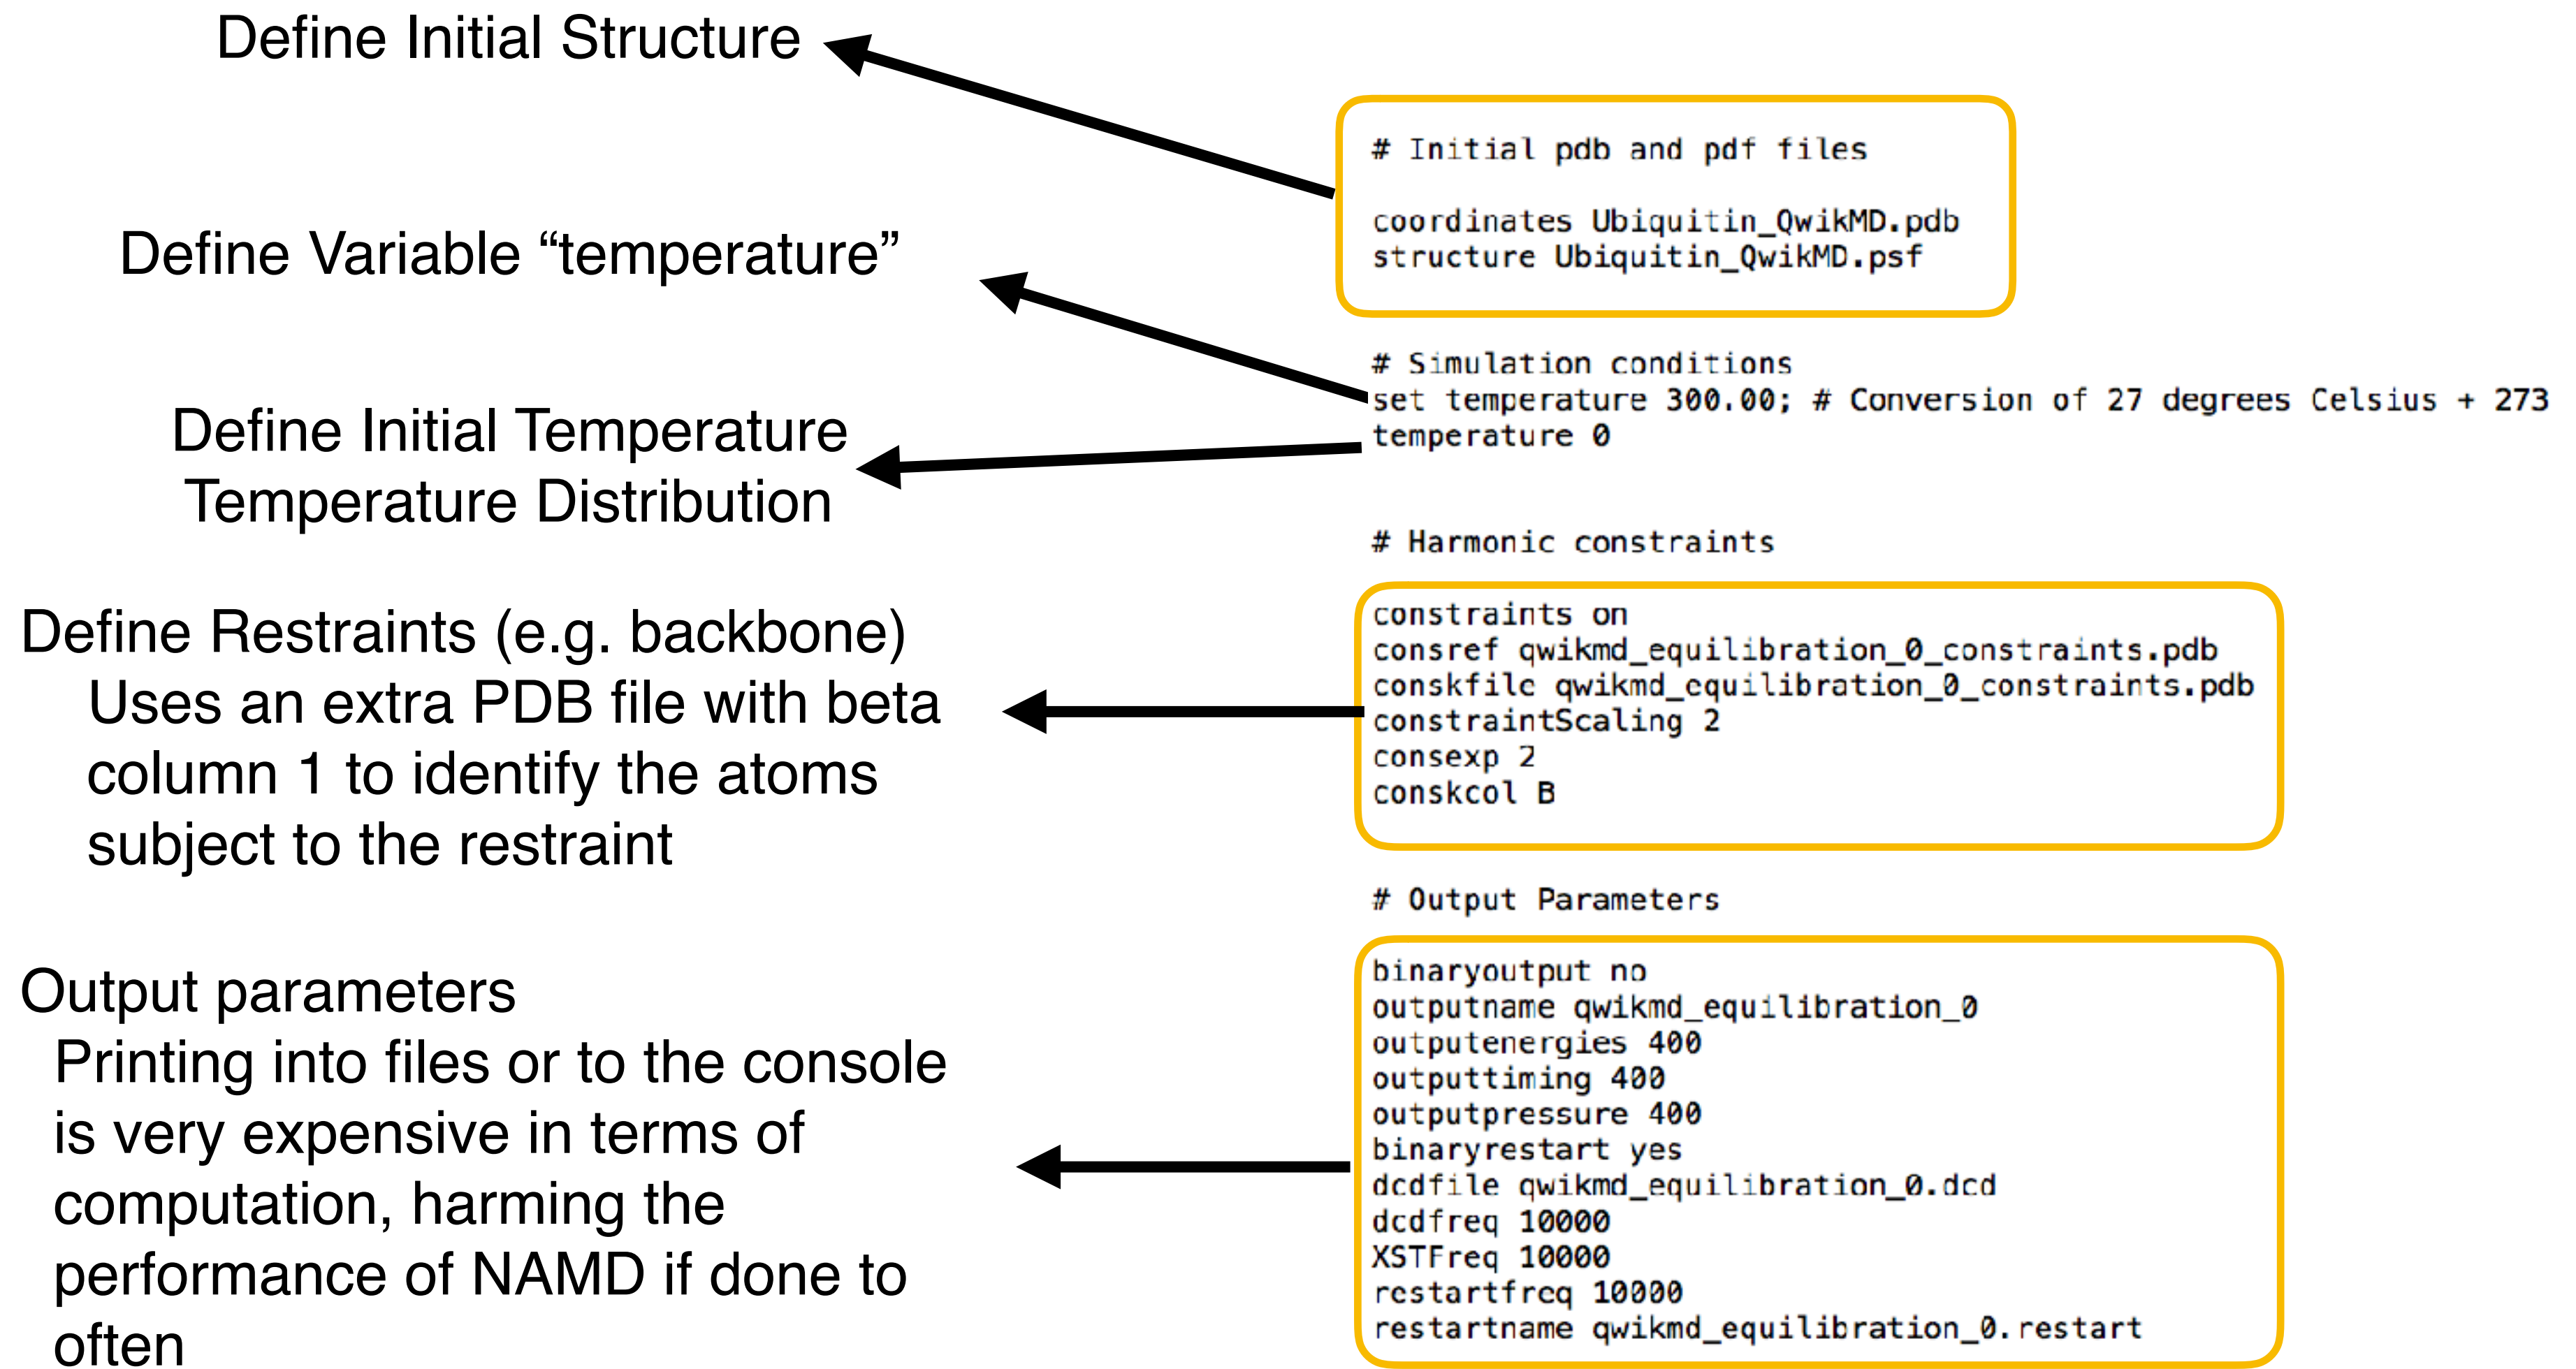 Define Initial Structure
Define Variable “temperature”
Define Initial Temperature
Temperature Distribution
Define Restraints (e.g. backbone)
Uses an extra PDB file with beta
column 1 to identify the atoms
subject to the restraint
Output parameters
Printing into files or to the console
is very expensive in terms of
computation, harming the
performance of NAMD if done to
often
# Initial pdb and pdf files
coordinates Ubiquitin_QwikMD.pdb
structure Ubiquitin_QwikMD.psf
# Simulation conditions
set temperature 300.00; # Conversion of 27 degrees Celsius + 273
temperature 0
# Harmonic constraints
constraints on
consref qwikmd_equilibration_0_constraints.pdb
conskfile qwikmd_equilibration_0_constraints.pdb
constraintScaling 2
consexp 2
conskcol B
# Output Parameters
binaryoutput no
outputname qwikmd_equilibration_0
outputenergies 400
outputtiming 400
outputpressure 400
binaryrestart yes
dcdfile qwikmd_equilibration_0.dcd
dcdfreq 10000
XSTFreq 10000
restartfreq 10000
restartname qwikmd_equilibration_0.restart